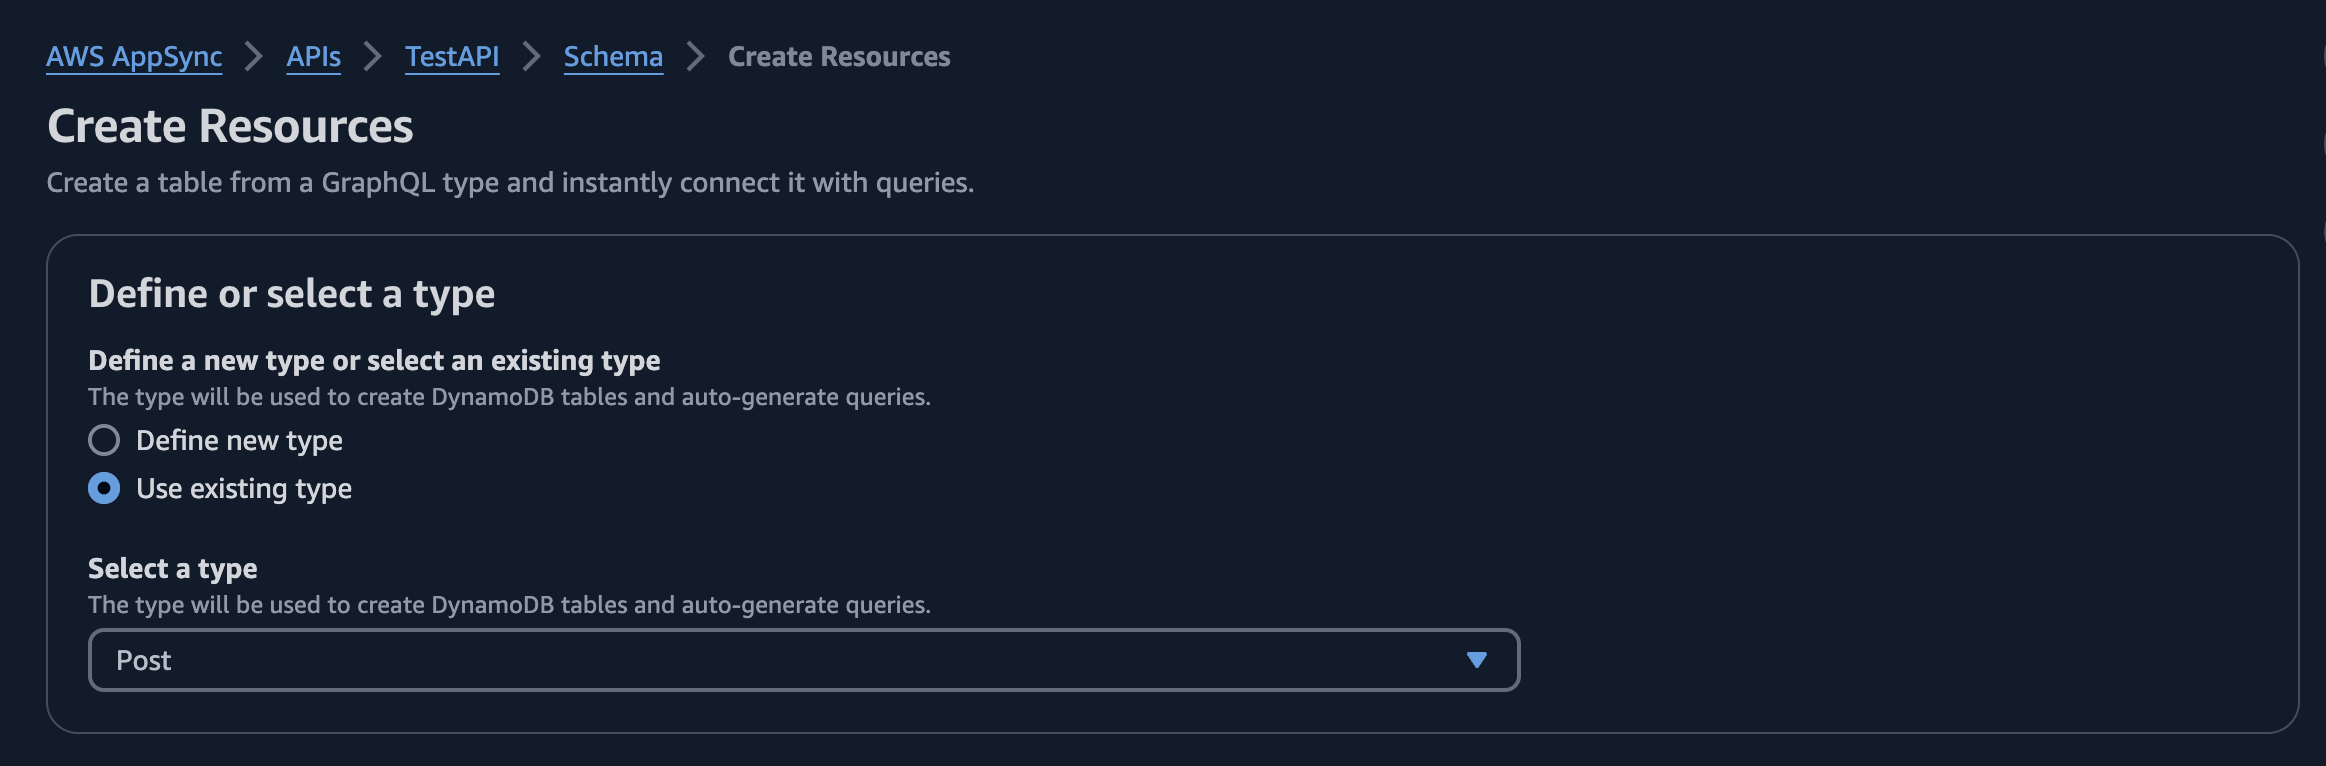 AWS AppSync > APIs > TestAPI > Schema > Create Resources
Create Resources
Create a table from a GraphQL type and instantly connect it with queries.
Define or select a type
Define a new type or select an existing type
The type will be used to create DynamoDB tables and auto-generate queries.
Define new type
Use existing type
Select a type
The type will be used to create DynamoDB tables and auto-generate queries.
Post